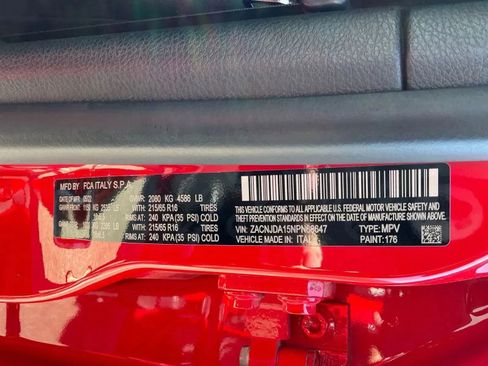 MFD BY: FCA ITALY S.P.A.
GVWR: 2080 KG 4586 LB
215/65 R16 TIRES
RIMS AT: 240 KPA(35 PSI) COLD
WITH 215/65 R16 TIRES
RIMS AT: 240 KPA(35 PSI) COLD
THIS VEHICLE CONFORMS TO ALL APPLICABLE U.S. FEDERAL MOTOR VEHICLE SAFETY,
BUMPER, AND THEFT PREVENTION STANDARDS IN EFFECT ON THE DATE OF MANUFACTURE SHOWN ABOVE.
VIN: TYPE: MPV
VEHICLE MADE IN: ITALY PAINT: 176